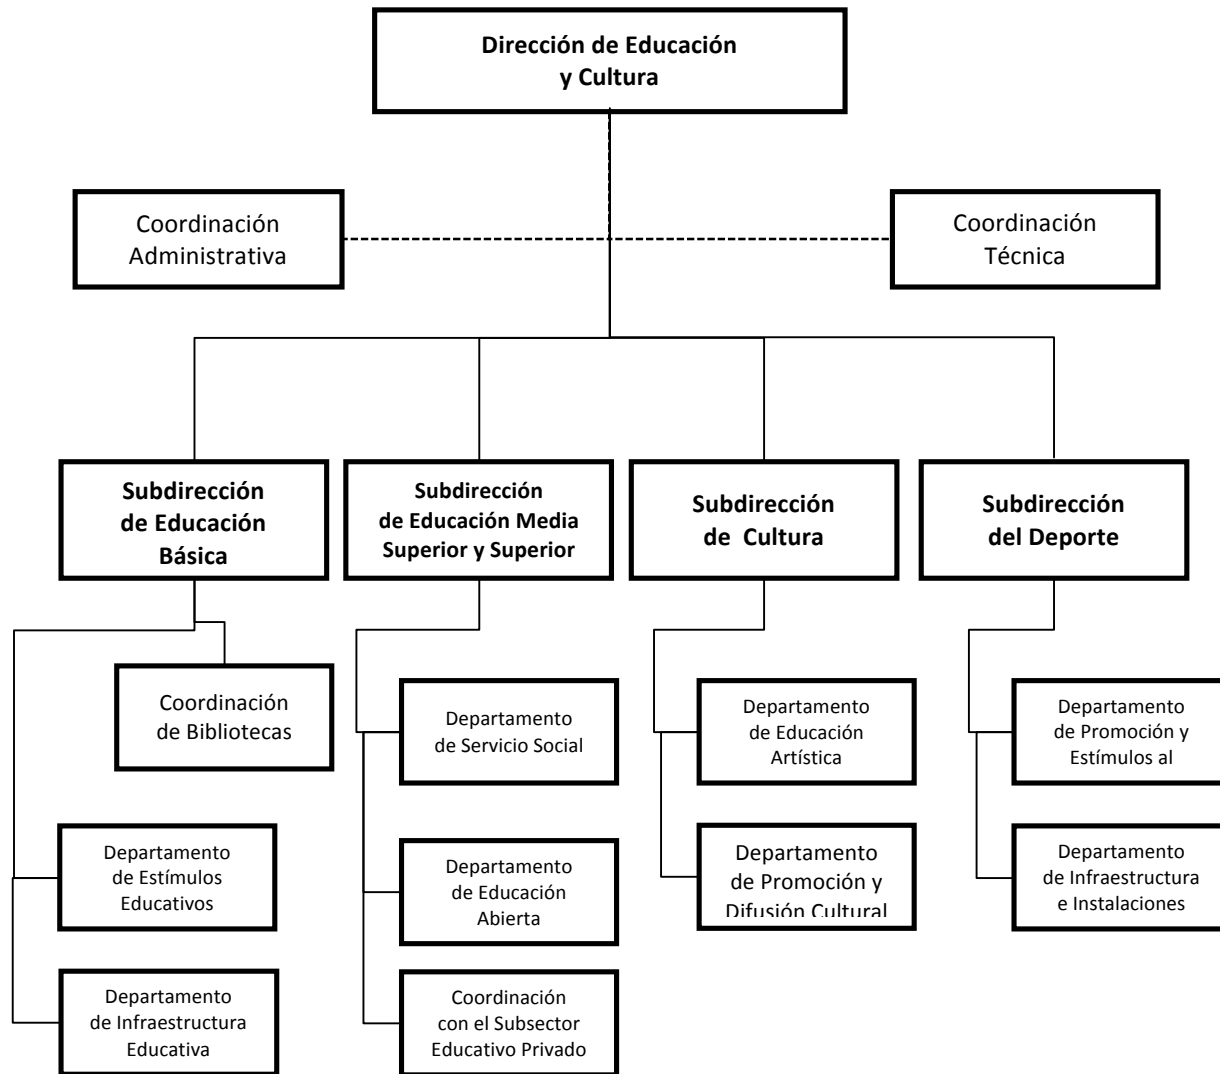 Dirección de Educación
y Cultura
Coordinación
Administrativa
Coordinación
Técnica
Subdirección
de Educación
Básica
Subdirección
de Educación Media
Superior y Superior
Subdirección
de Cultura
Subdirección
del Deporte
Coordinación
de Bibliotecas
Departamento
de Servicio Social
Departamento
de Educación
Artística
Departamento
de Promoción y
Estímulos al
Departamento
de Estímulos
Educativos
Departamento
de Educación
Abierta
Departamento
de Promoción y
Difusión Cultural
Departamento
de Infraestructura
e Instalaciones
Departamento
de Infraestructura
Educativa
Coordinación
con el Subsector
Educativo Privado